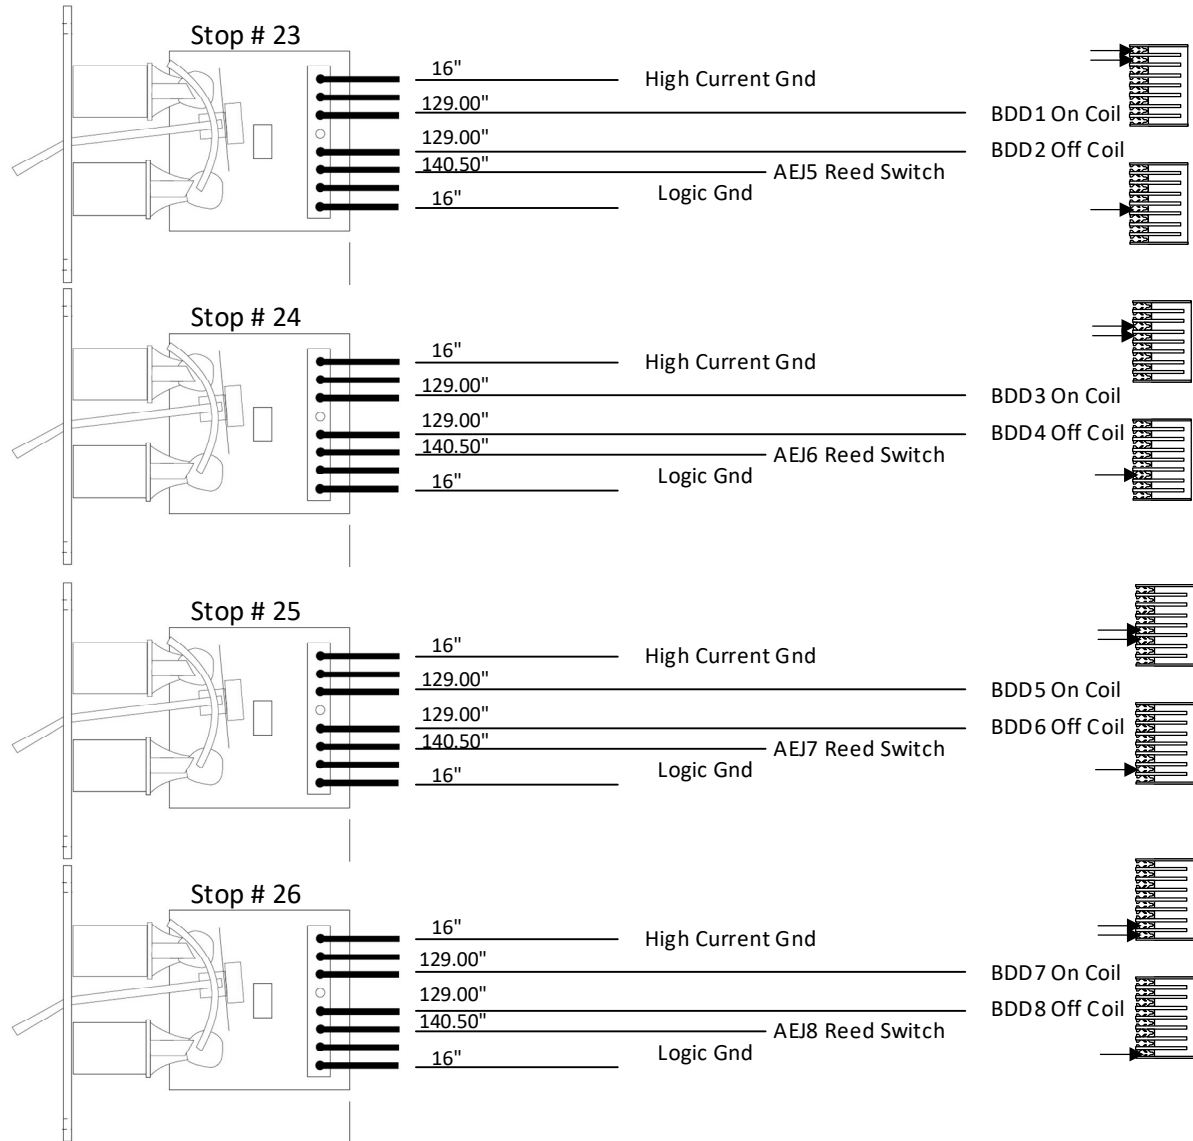 Stop # 23
16"
High Current Gnd
129.00"
BDD1 On Coil
129.00"
BDD2 Off Coil
140.50"
AEJ5 Reed Switch
Logic Gnd
16"
Stop # 24
16"
High Current Gnd
129.00"
BDD3 On Coil
129.00"
BDD4 Off Coil
140.50"
AEJ6 Reed Switch
Logic Gnd
16"
Stop # 25
16"
High Current Gnd
129.00"
BDD5 On Coil
129.00"
BDD6 Off Coil
140.50"
AEJ7 Reed Switch
Logic Gnd
16"
Stop # 26
16"
High Current Gnd
129.00"
BDD7 On Coil
129.00"
BDD8 Off Coil
140.50"
AEJ8 Reed Switch
Logic Gnd
16"